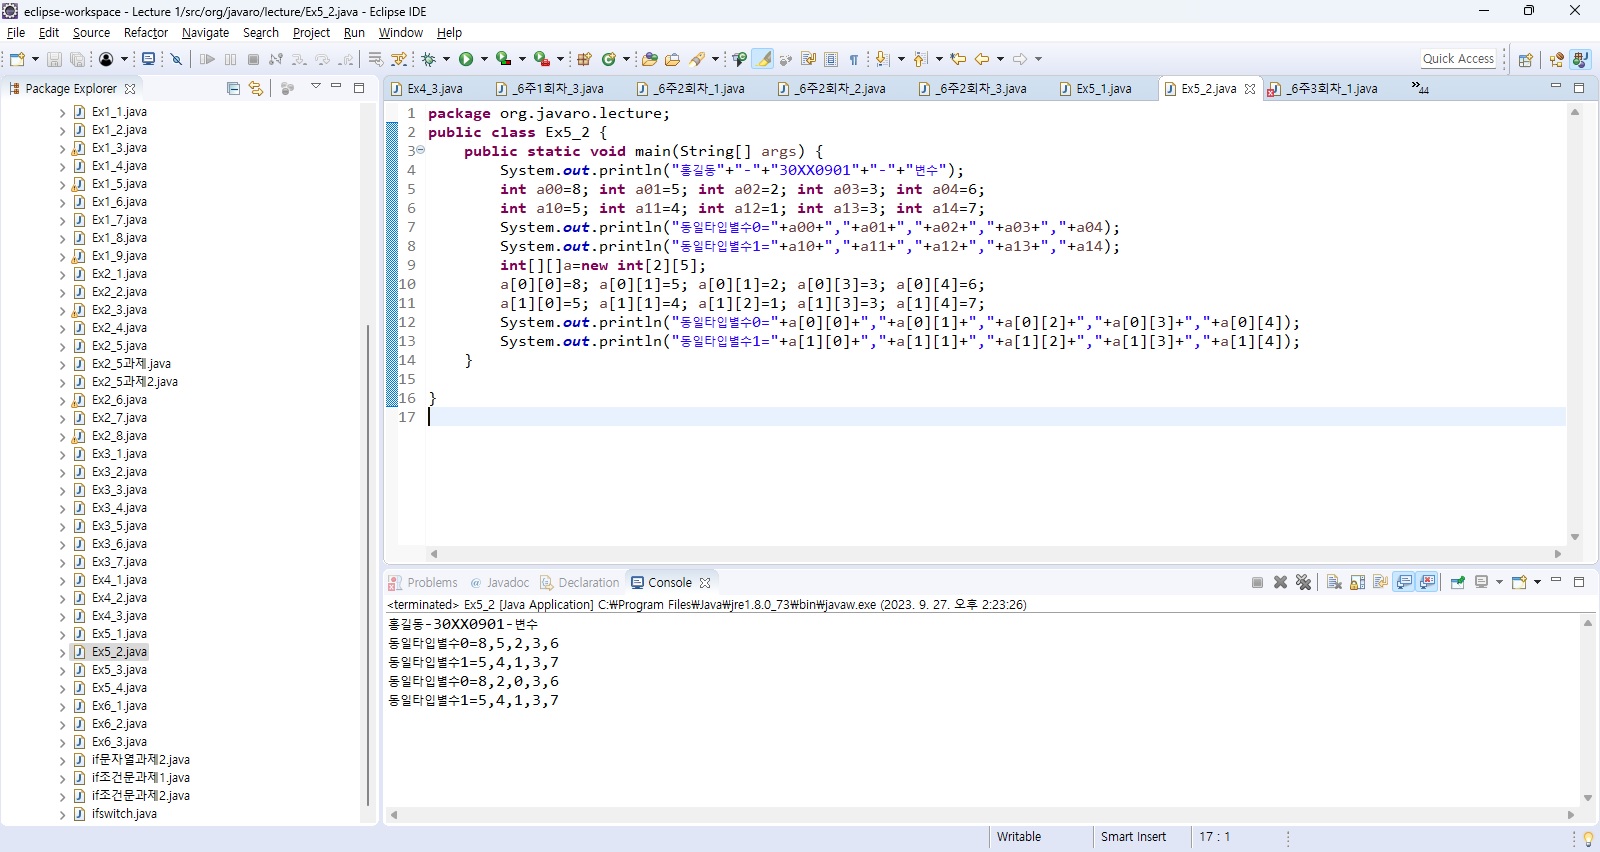 eclipse-workspace - Lecture 1/src/org/javaro/lecture/Ex5_2.java - Eclipse IDE
File Edit Source Refactor Navigate Search Project Run Window Help
Quick Access
Package Explorer
Ex1_1.java
Ex1_2.java
Ex1_3.java
Ex1_4.java
Ex1_5.java
Ex1_6.java
Ex1_7.java
Ex1_8.java
Ex1_9.java
Ex2_1.java
Ex2_2.java
Ex2_3.java
Ex2_4.java
Ex2_5.java
Ex2_5과제.java
Ex2_5과제2.java
Ex2_6.java
Ex2_7.java
Ex2_8.java
Ex3_1.java
Ex3_2.java
Ex3_3.java
Ex3_4.java
Ex3_5.java
Ex3_6.java
Ex3_7.java
Ex4_1.java
Ex4_2.java
Ex4_3.java
Ex5_1.java
Ex5_2.java
Ex5_3.java
Ex5_4.java
Ex6_1.java
Ex6_2.java
Ex6_3.java
if문자열과제2.java
if조건문과제1.java
if조건문과제2.java
ifswitch.java
Ex4_3.java _6주1회차_3.java _6주2회차_1.java _6주2회차_2.java _6주2회차_3.java Ex5_1.java Ex5_2.java _6주3회차_1.java »44
1 package org.javaro.lecture;
2 public class Ex5_2 {
3 public static void main(String[] args) {
4 System.out.println("홍길동"+"-"+"30XX0901"+"-"+"변수");
5 int a00=8; int a01=5; int a02=2; int a03=3; int a04=6;
6 int a10=5; int a11=4; int a12=1; int a13=3; int a14=7;
7 System.out.println("동일타입별수0="+a00+","+a01+","+a02+","+a03+","+a04);
8 System.out.println("동일타입별수1="+a10+","+a11+","+a12+","+a13+","+a14);
9 int[][]a=new int[2][5];
10 a[0][0]=8; a[0][1]=5; a[0][1]=2; a[0][3]=3; a[0][4]=6;
11 a[1][0]=5; a[1][1]=4; a[1][2]=1; a[1][3]=3; a[1][4]=7;
12 System.out.println("동일타입별수0="+a[0][0]+","+a[0][1]+","+a[0][2]+","+a[0][3]+","+a[0][4]);
13 System.out.println("동일타입별수1="+a[1][0]+","+a[1][1]+","+a[1][2]+","+a[1][3]+","+a[1][4]);
14 }
15
16 }
17
Problems @ Javadoc Declaration Console
<terminated> Ex5_2 [Java Application] C:₩Program Files₩Java₩jre1.8.0_73₩bin₩javaw.exe (2023. 9. 27. 오후 2:23:26)
홍길동-30XX0901-변수
동일타입별수0=8,5,2,3,6
동일타입별수1=5,4,1,3,7
동일타입별수0=8,2,0,3,6
동일타입별수1=5,4,1,3,7
Writable Smart Insert 17 : 1